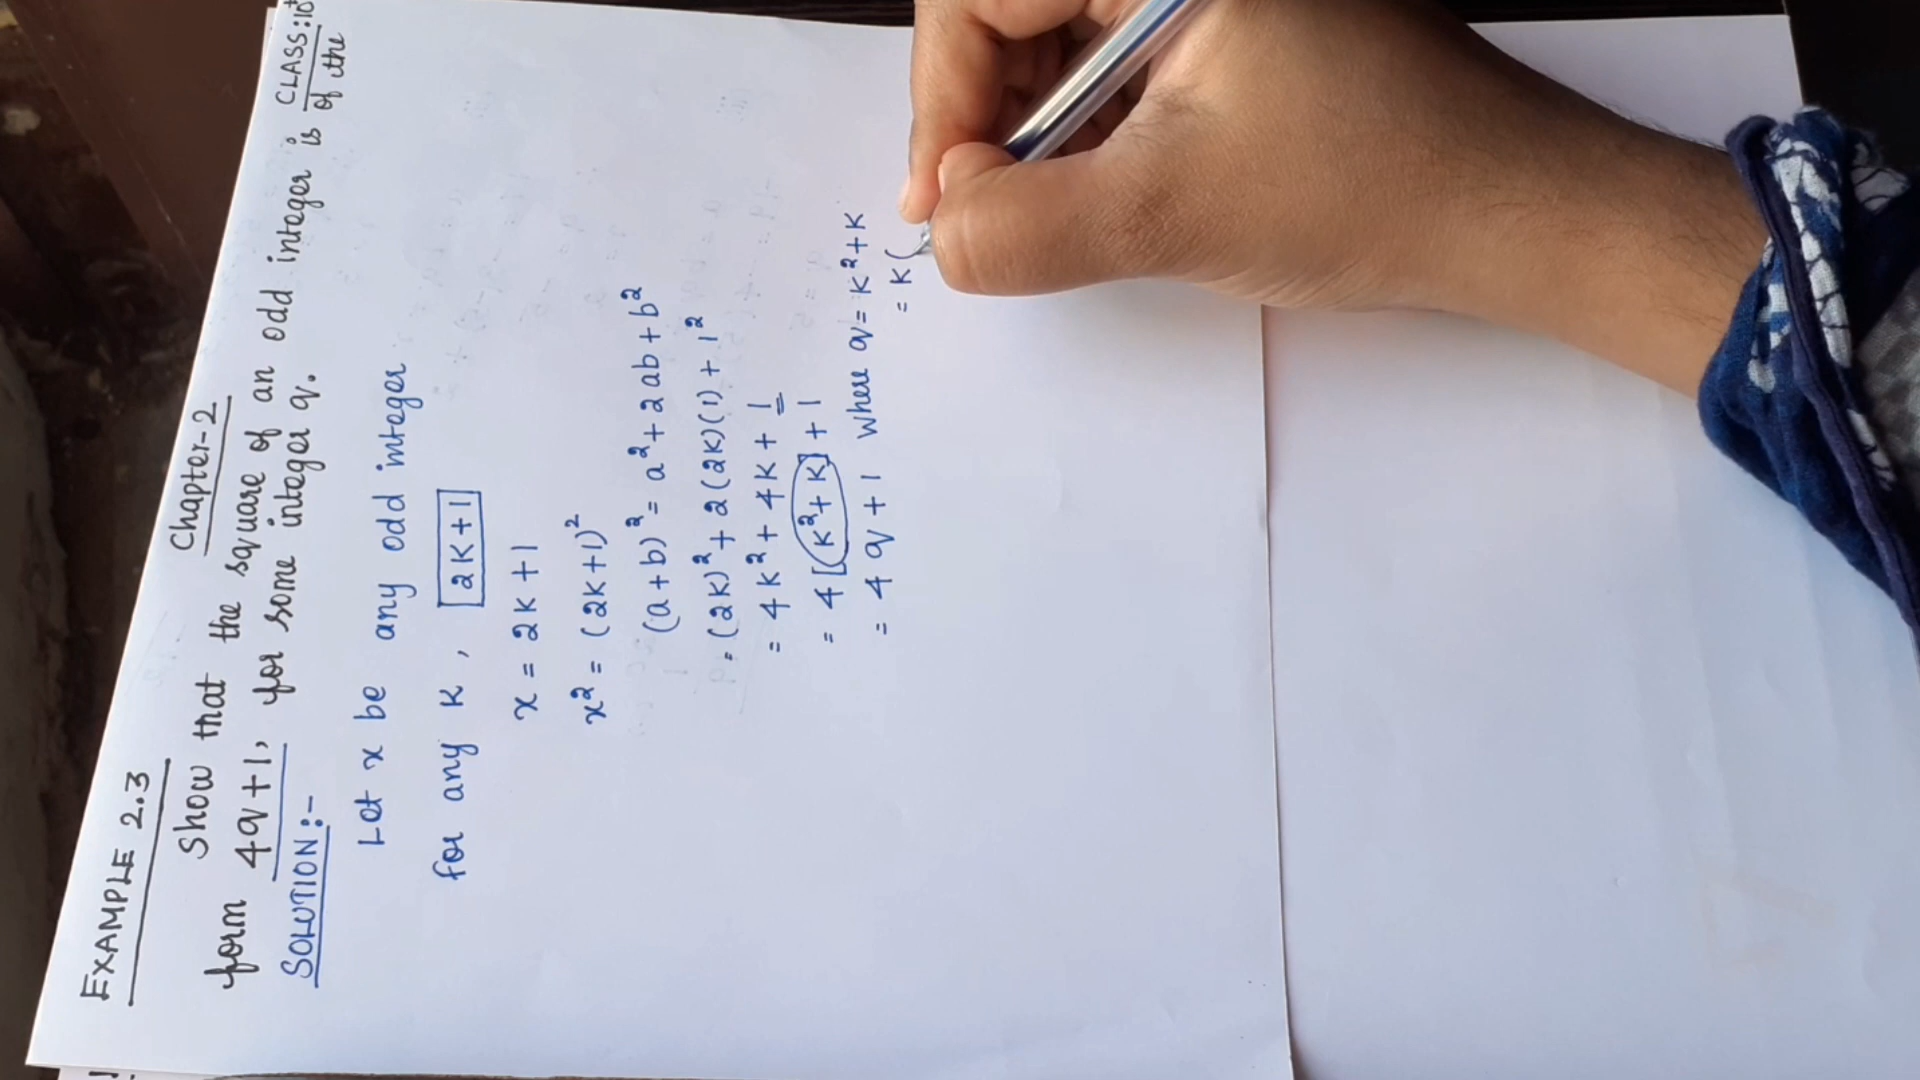 CLASS:10
Chapter-2
EXAMPLE 2.3
Show that the square of an odd integer is of the
form 4q+1, for some integer q.
SOLUTION:-
Let x be any odd integer
for any K, 2K+1
x = 2K+1
x² = (2K+1)²
(a+b)² = a²+2ab+b²
= (2K)²+2(2K)(1)+1²
= 4K²+4K+1
= 4[K²+K]+1
= 4q+1 where q = K²+K
= K(